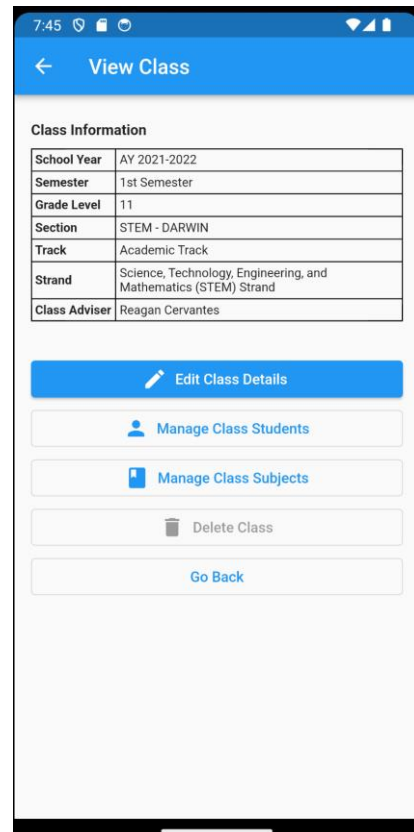 7:45
View Class
Class Information
School Year AY 2021-2022
Semester 1st Semester
Grade Level 11
Section STEM - DARWIN
Track Academic Track
Strand Science, Technology, Engineering, and
Mathematics (STEM) Strand
Class Adviser Reagan Cervantes
Edit Class Details
Manage Class Students
Manage Class Subjects
Delete Class
Go Back